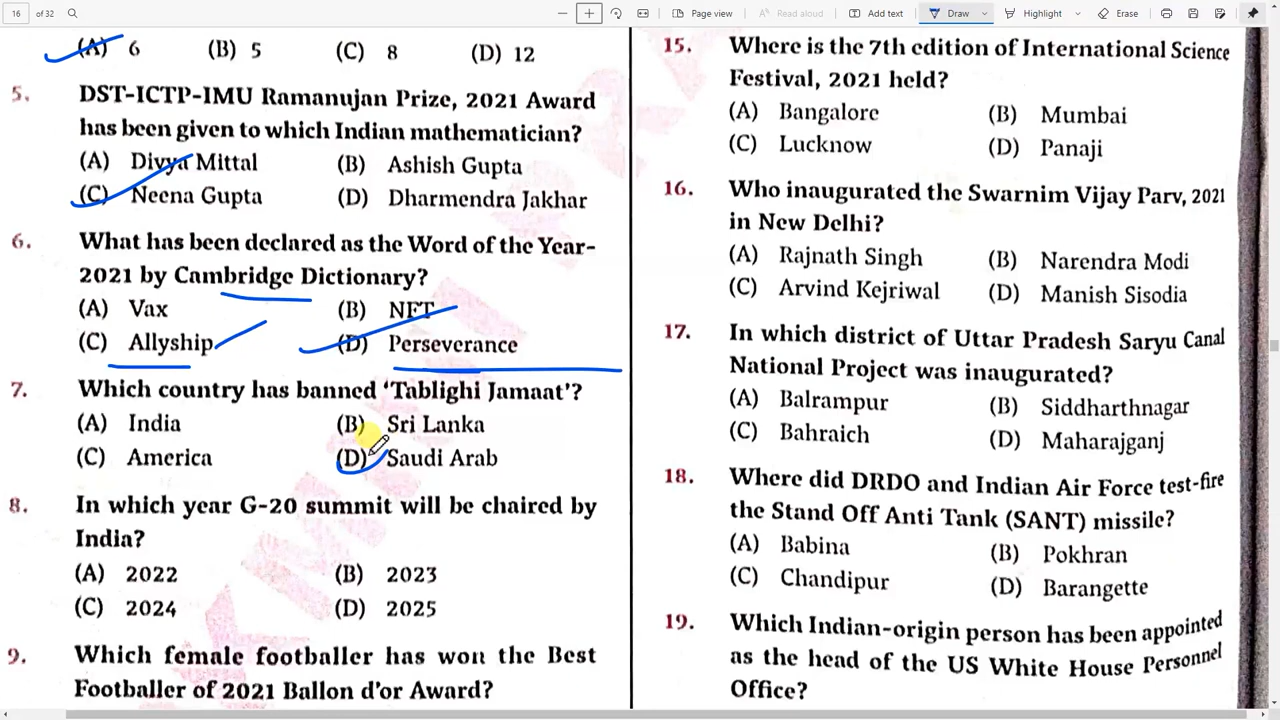 16 of 32
Page view
Read aloud
Add text
Draw
Highlight
Erase
(A) 6 (B) 5 (C) 8 (D) 12
5. DST-ICTP-IMU Ramanujan Prize, 2021 Award
has been given to which Indian mathematician?
(A) Divya Mittal (B) Ashish Gupta
(C) Neena Gupta (D) Dharmendra Jakhar
6. What has been declared as the Word of the Year-
2021 by Cambridge Dictionary?
(A) Vax (B) NFT
(C) Allyship (D) Perseverance
7. Which country has banned ‘Tablighi Jamaat’?
(A) India (B) Sri Lanka
(C) America (D) Saudi Arab
8. In which year G-20 summit will be chaired by
India?
(A) 2022 (B) 2023
(C) 2024 (D) 2025
9. Which female footballer has won the Best
Footballer of 2021 Ballon d’or Award?
15. Where is the 7th edition of International Science
Festival, 2021 held?
(A) Bangalore (B) Mumbai
(C) Lucknow (D) Panaji
16. Who inaugurated the Swarnim Vijay Parv, 2021
in New Delhi?
(A) Rajnath Singh (B) Narendra Modi
(C) Arvind Kejriwal (D) Manish Sisodia
17. In which district of Uttar Pradesh Saryu Canal
National Project was inaugurated?
(A) Balrampur (B) Siddharthnagar
(C) Bahraich (D) Maharajganj
18. Where did DRDO and Indian Air Force test-fire
the Stand Off Anti Tank (SANT) missile?
(A) Babina (B) Pokhran
(C) Chandipur (D) Barangette
19. Which Indian-origin person has been appointed
as the head of the US White House Personnel
Office?